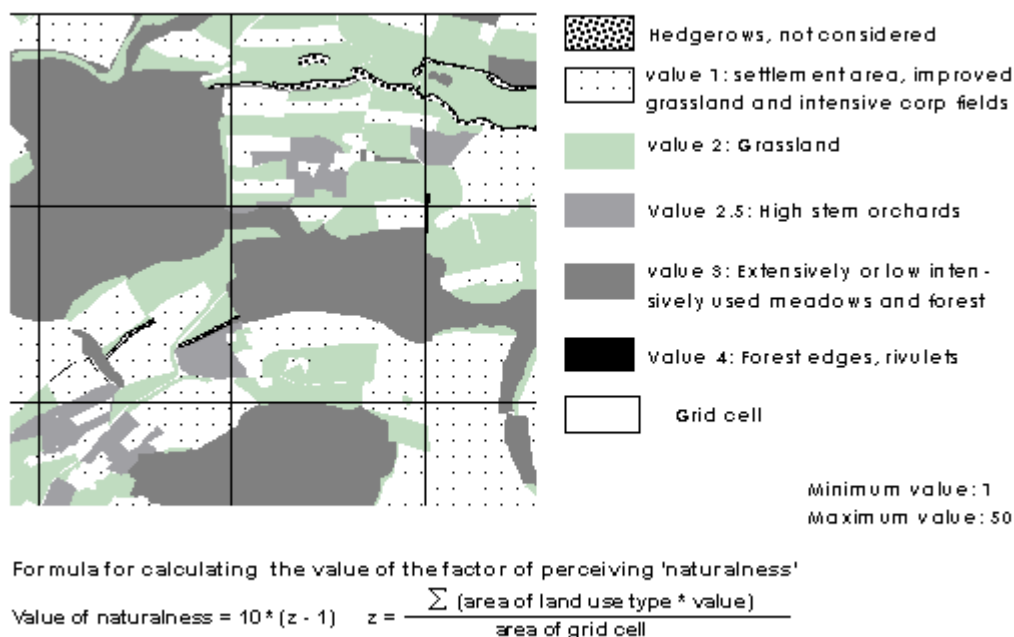 Hedgerows, not considered
value 1: settlement area, improved
grassland and intensive corp fields
value 2: Grassland
Value 2.5: High stem orchards
value 3: Extensively or low inten-
sively used meadows and forest
Value 4: Forest edges, rivulets
Grid cell
Minimum value: 1
Maximum value: 50
Formula for calculating the value of the factor of perceiving 'naturalness'
Value of naturalness = 10 * (z - 1) z = ∑ (area of land use type * value)
area of grid cell